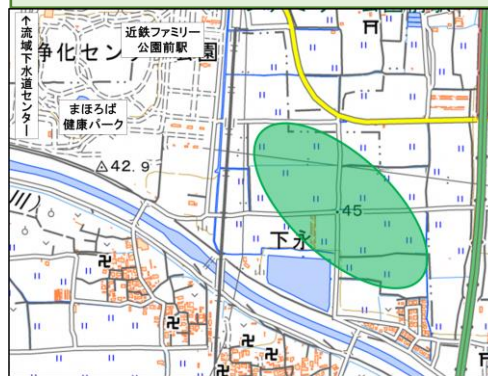 ↑流域下水道センター
近鉄ファミリー
公園前駅
浄化センター公園
まほろば
健康パーク
△42.9
45
下永